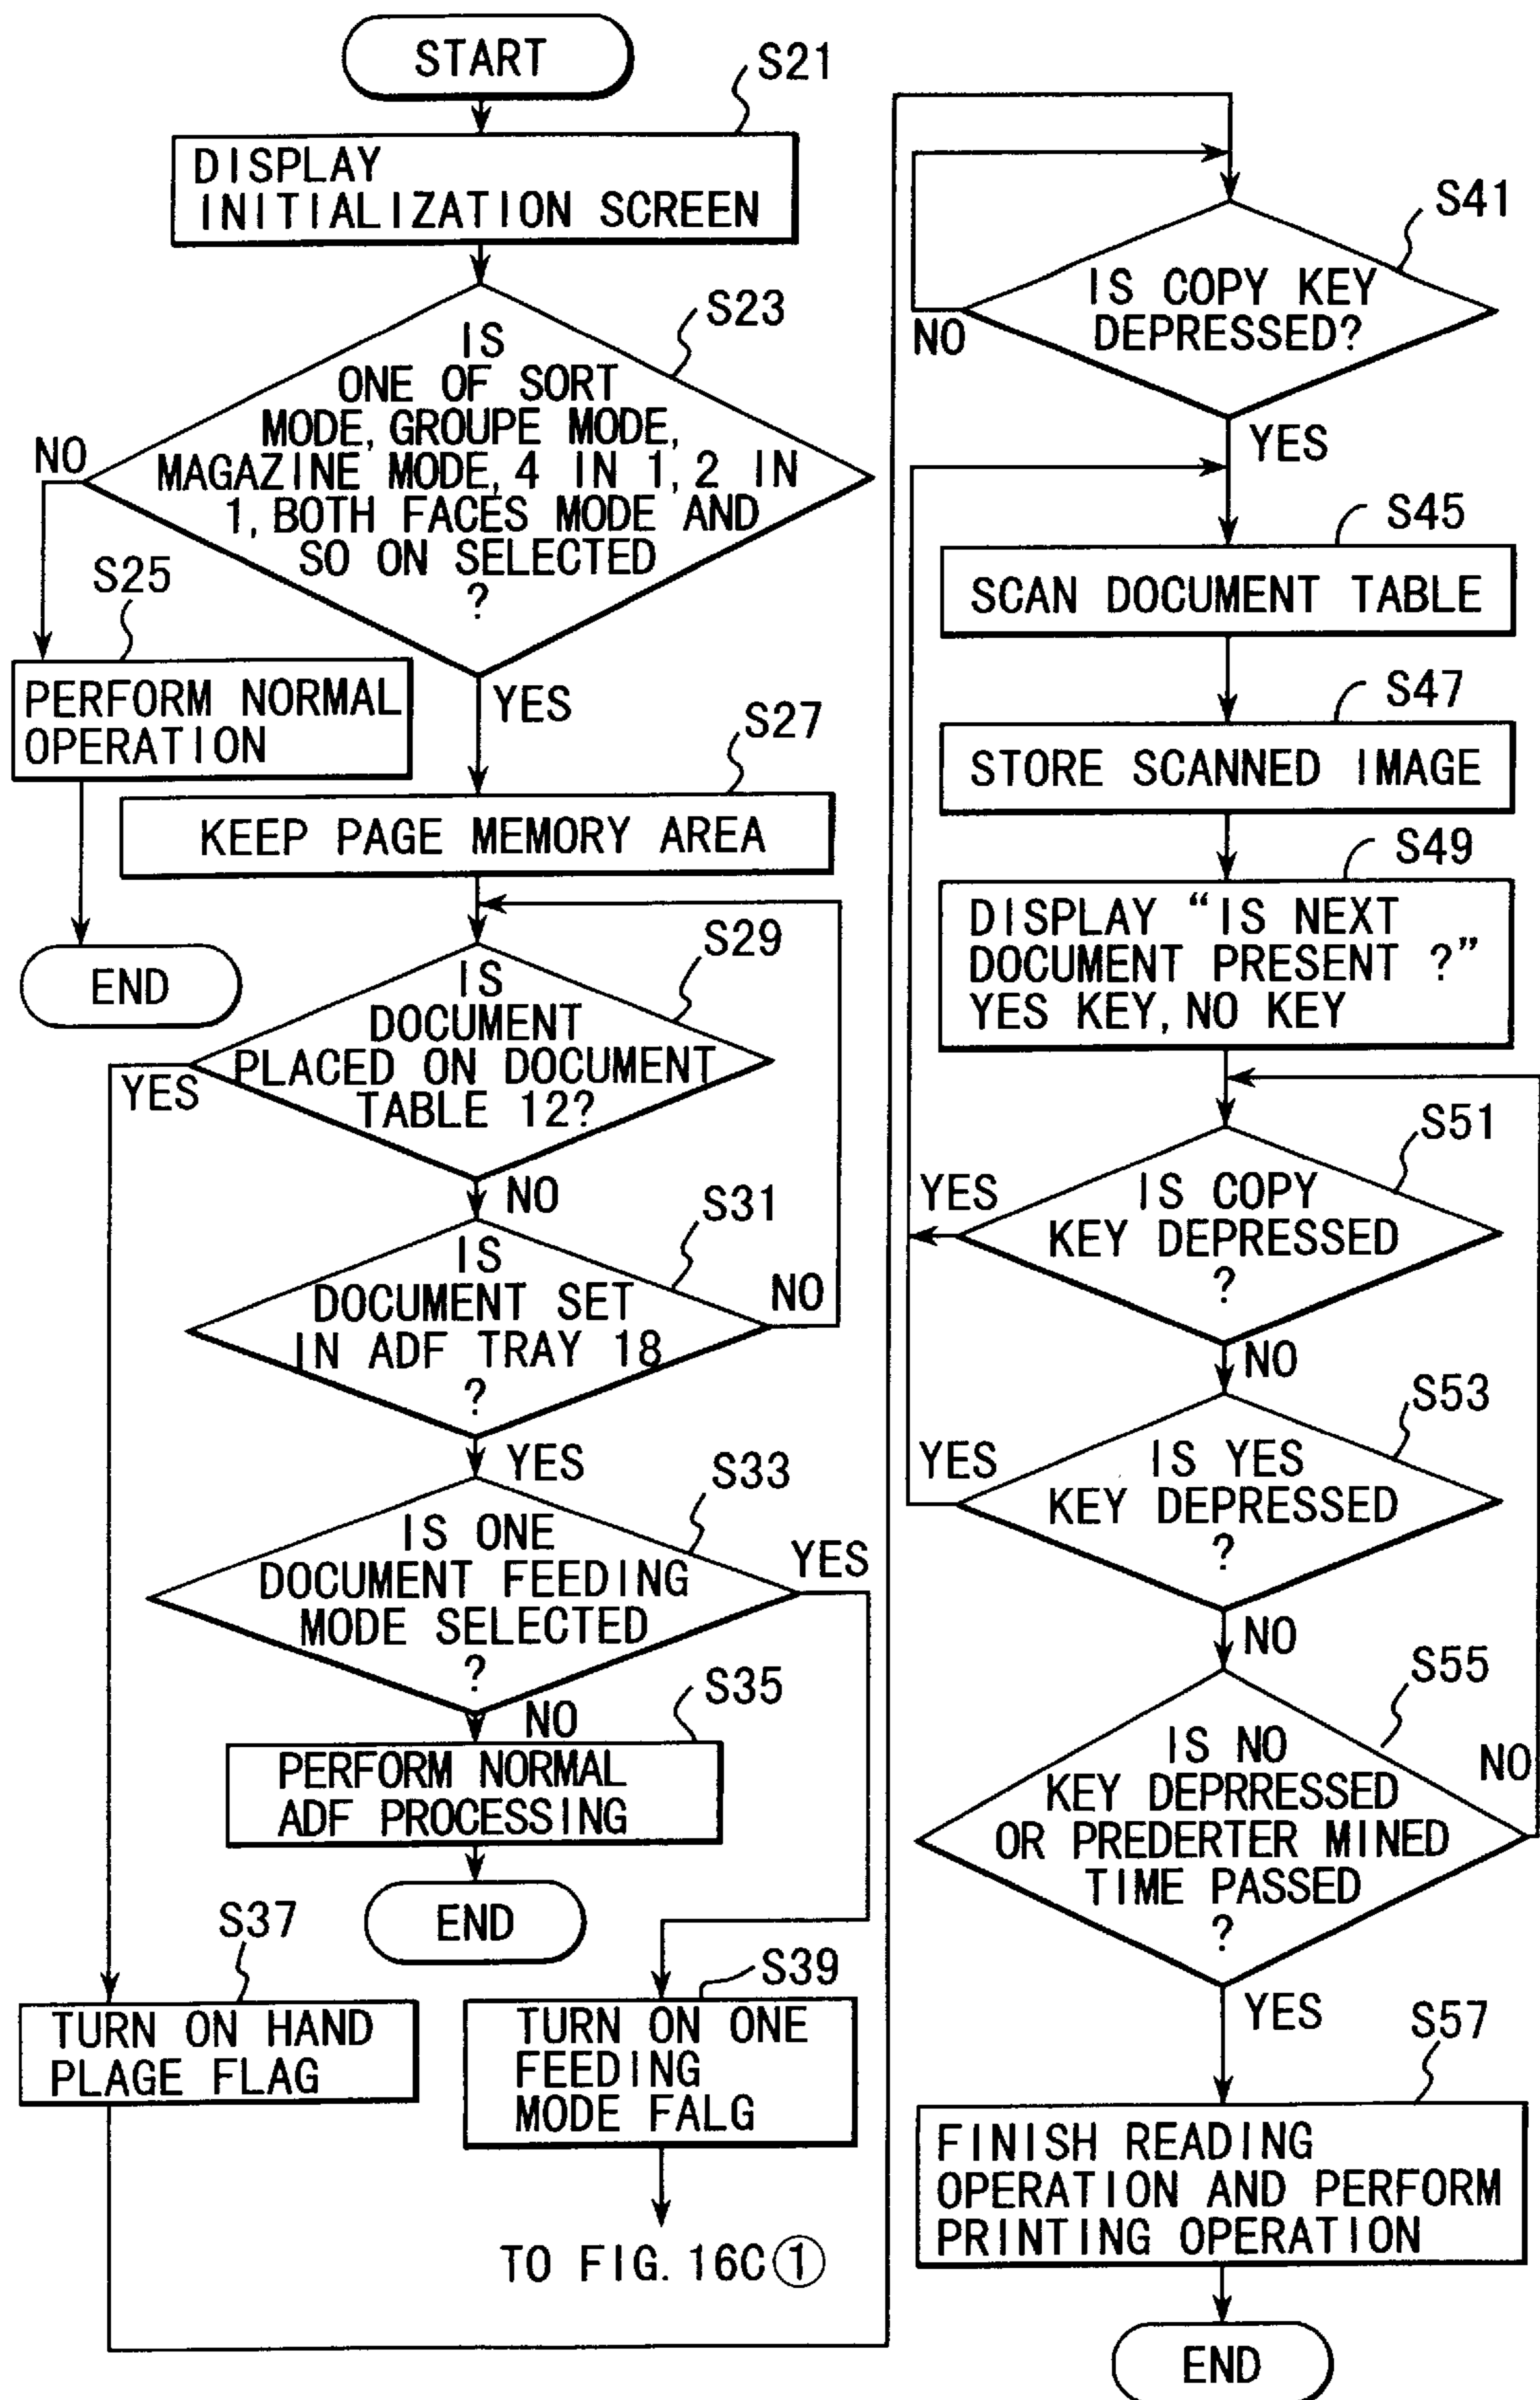 START
S21
DISPLAY
INITIALIZATION SCREEN
S23
IS
ONE OF SORT
MODE, GROUPE MODE,
MAGAZINE MODE, 4 IN 1, 2 IN
1, BOTH FACES MODE AND
SO ON SELECTED
?
NO
YES
S25
PERFORM NORMAL
OPERATION
END
S27
KEEP PAGE MEMORY AREA
S29
IS
DOCUMENT
PLACED ON DOCUMENT
TABLE 12?
YES
NO
S31
IS
DOCUMENT SET
IN ADF TRAY 18
?
NO
YES
S33
IS ONE
DOCUMENT FEEDING
MODE SELECTED
?
YES
NO
S35
PERFORM NORMAL
ADF PROCESSING
END
S37
TURN ON HAND
PLAGE FLAG
S39
TURN ON ONE
FEEDING
MODE FALG
TO FIG. 16C ①
S41
IS COPY KEY
DEPRESSED?
NO
YES
S45
SCAN DOCUMENT TABLE
S47
STORE SCANNED IMAGE
S49
DISPLAY “IS NEXT
DOCUMENT PRESENT ?”
YES KEY, NO KEY
S51
IS COPY
KEY DEPRESSED
?
YES
NO
S53
IS YES
KEY DEPRESSED
?
YES
NO
S55
IS NO
KEY DEPRRESSED
OR PREDERTER MINED
TIME PASSED
?
NO
YES
S57
FINISH READING
OPERATION AND PERFORM
PRINTING OPERATION
END